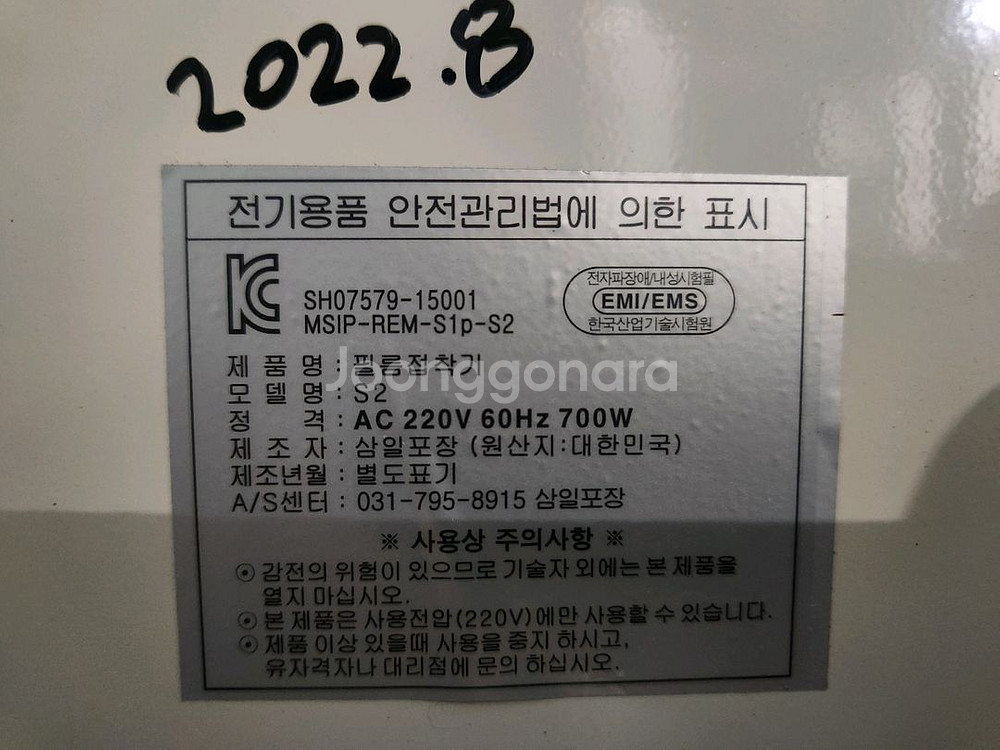 2022.8
전기용품 안전관리법에 의한 표시
KC
SH07579-15001
MSIP-REM-S1p-S2
전자파장애/내성시험필
EMI/EMS
한국산업기술시험원
제 품 명 : 필름접착기
Joonggonara
모 델 명 : S2
정 격 : AC 220V 60Hz 700W
제 조 자 : 삼일포장 (원산지:대한민국)
제조년월 : 별도표기
A/S센터 : 031-795-8915 삼일포장
※ 사용상 주의사항 ※
⊙ 감전의 위험이 있으므로 기술자 외에는 본 제품을
열지 마십시오.
⊙ 본 제품은 사용전압(220V)에만 사용할 수 있습니다.
⊙ 제품 이상 있을때 사용을 중지 하시고,
유자격자나 대리점에 문의 하십시오.